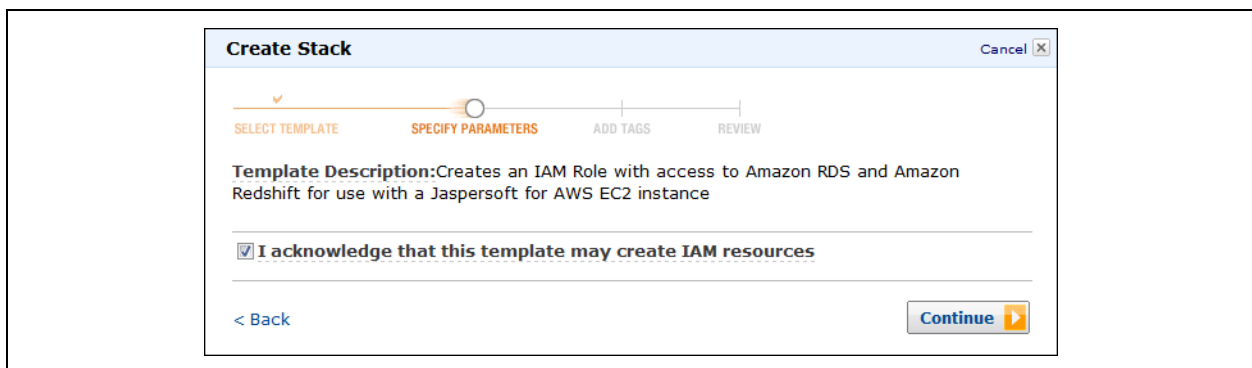 Create Stack
Cancel
SELECT TEMPLATE SPECIFY PARAMETERS ADD TAGS REVIEW
Template Description:Creates an IAM Role with access to Amazon RDS and Amazon
Redshift for use with a Jaspersoft for AWS EC2 instance
I acknowledge that this template may create IAM resources
< Back
Continue